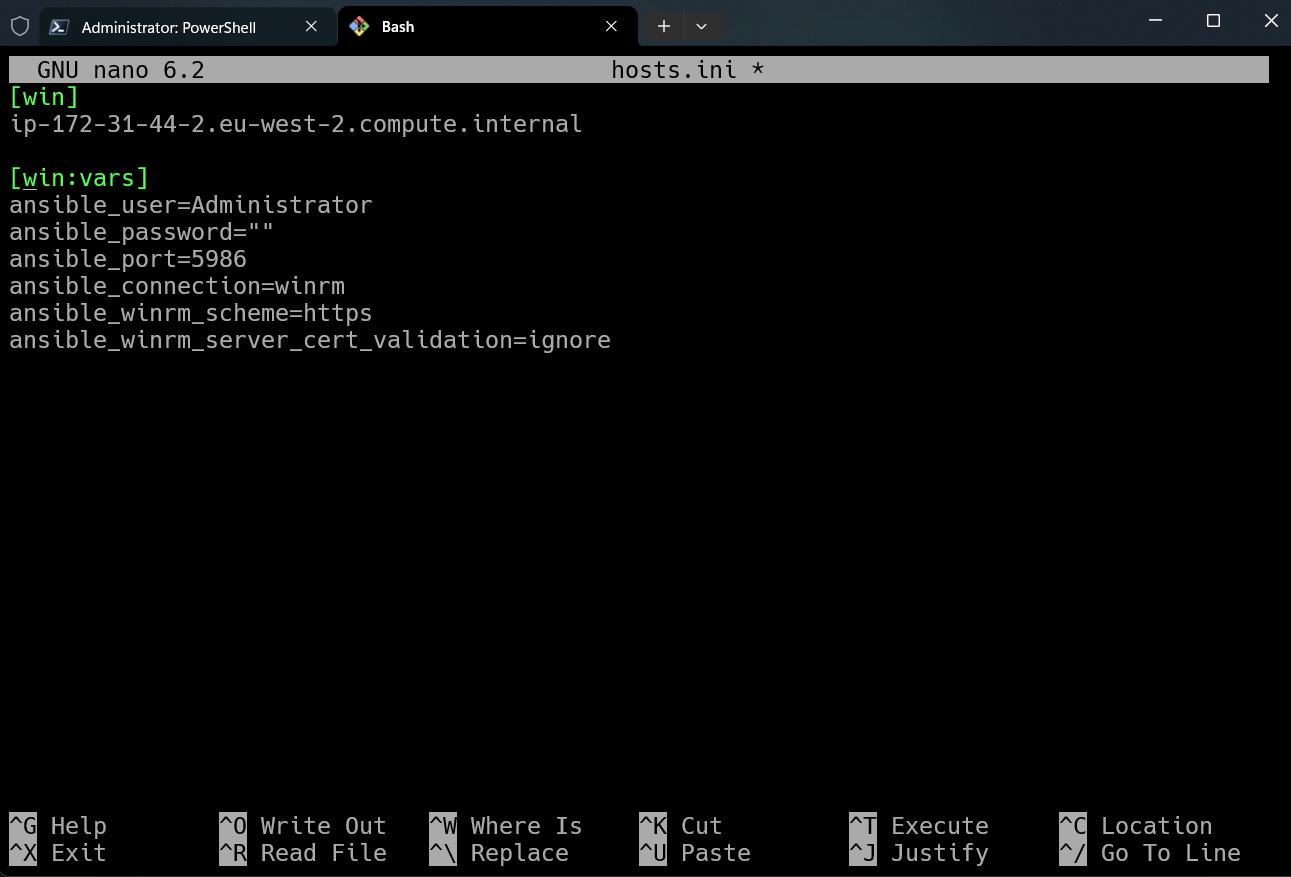 Administrator: PowerShell
Bash
GNU nano 6.2 hosts.ini *
[win]
ip-172-31-44-2.eu-west-2.compute.internal
[win:vars]
ansible_user=Administrator
ansible_password=""
ansible_port=5986
ansible_connection=winrm
ansible_winrm_scheme=https
ansible_winrm_server_cert_validation=ignore
^G Help ^O Write Out ^W Where Is ^K Cut ^T Execute ^C Location
^X Exit ^R Read File ^\ Replace ^U Paste ^J Justify ^/ Go To Line